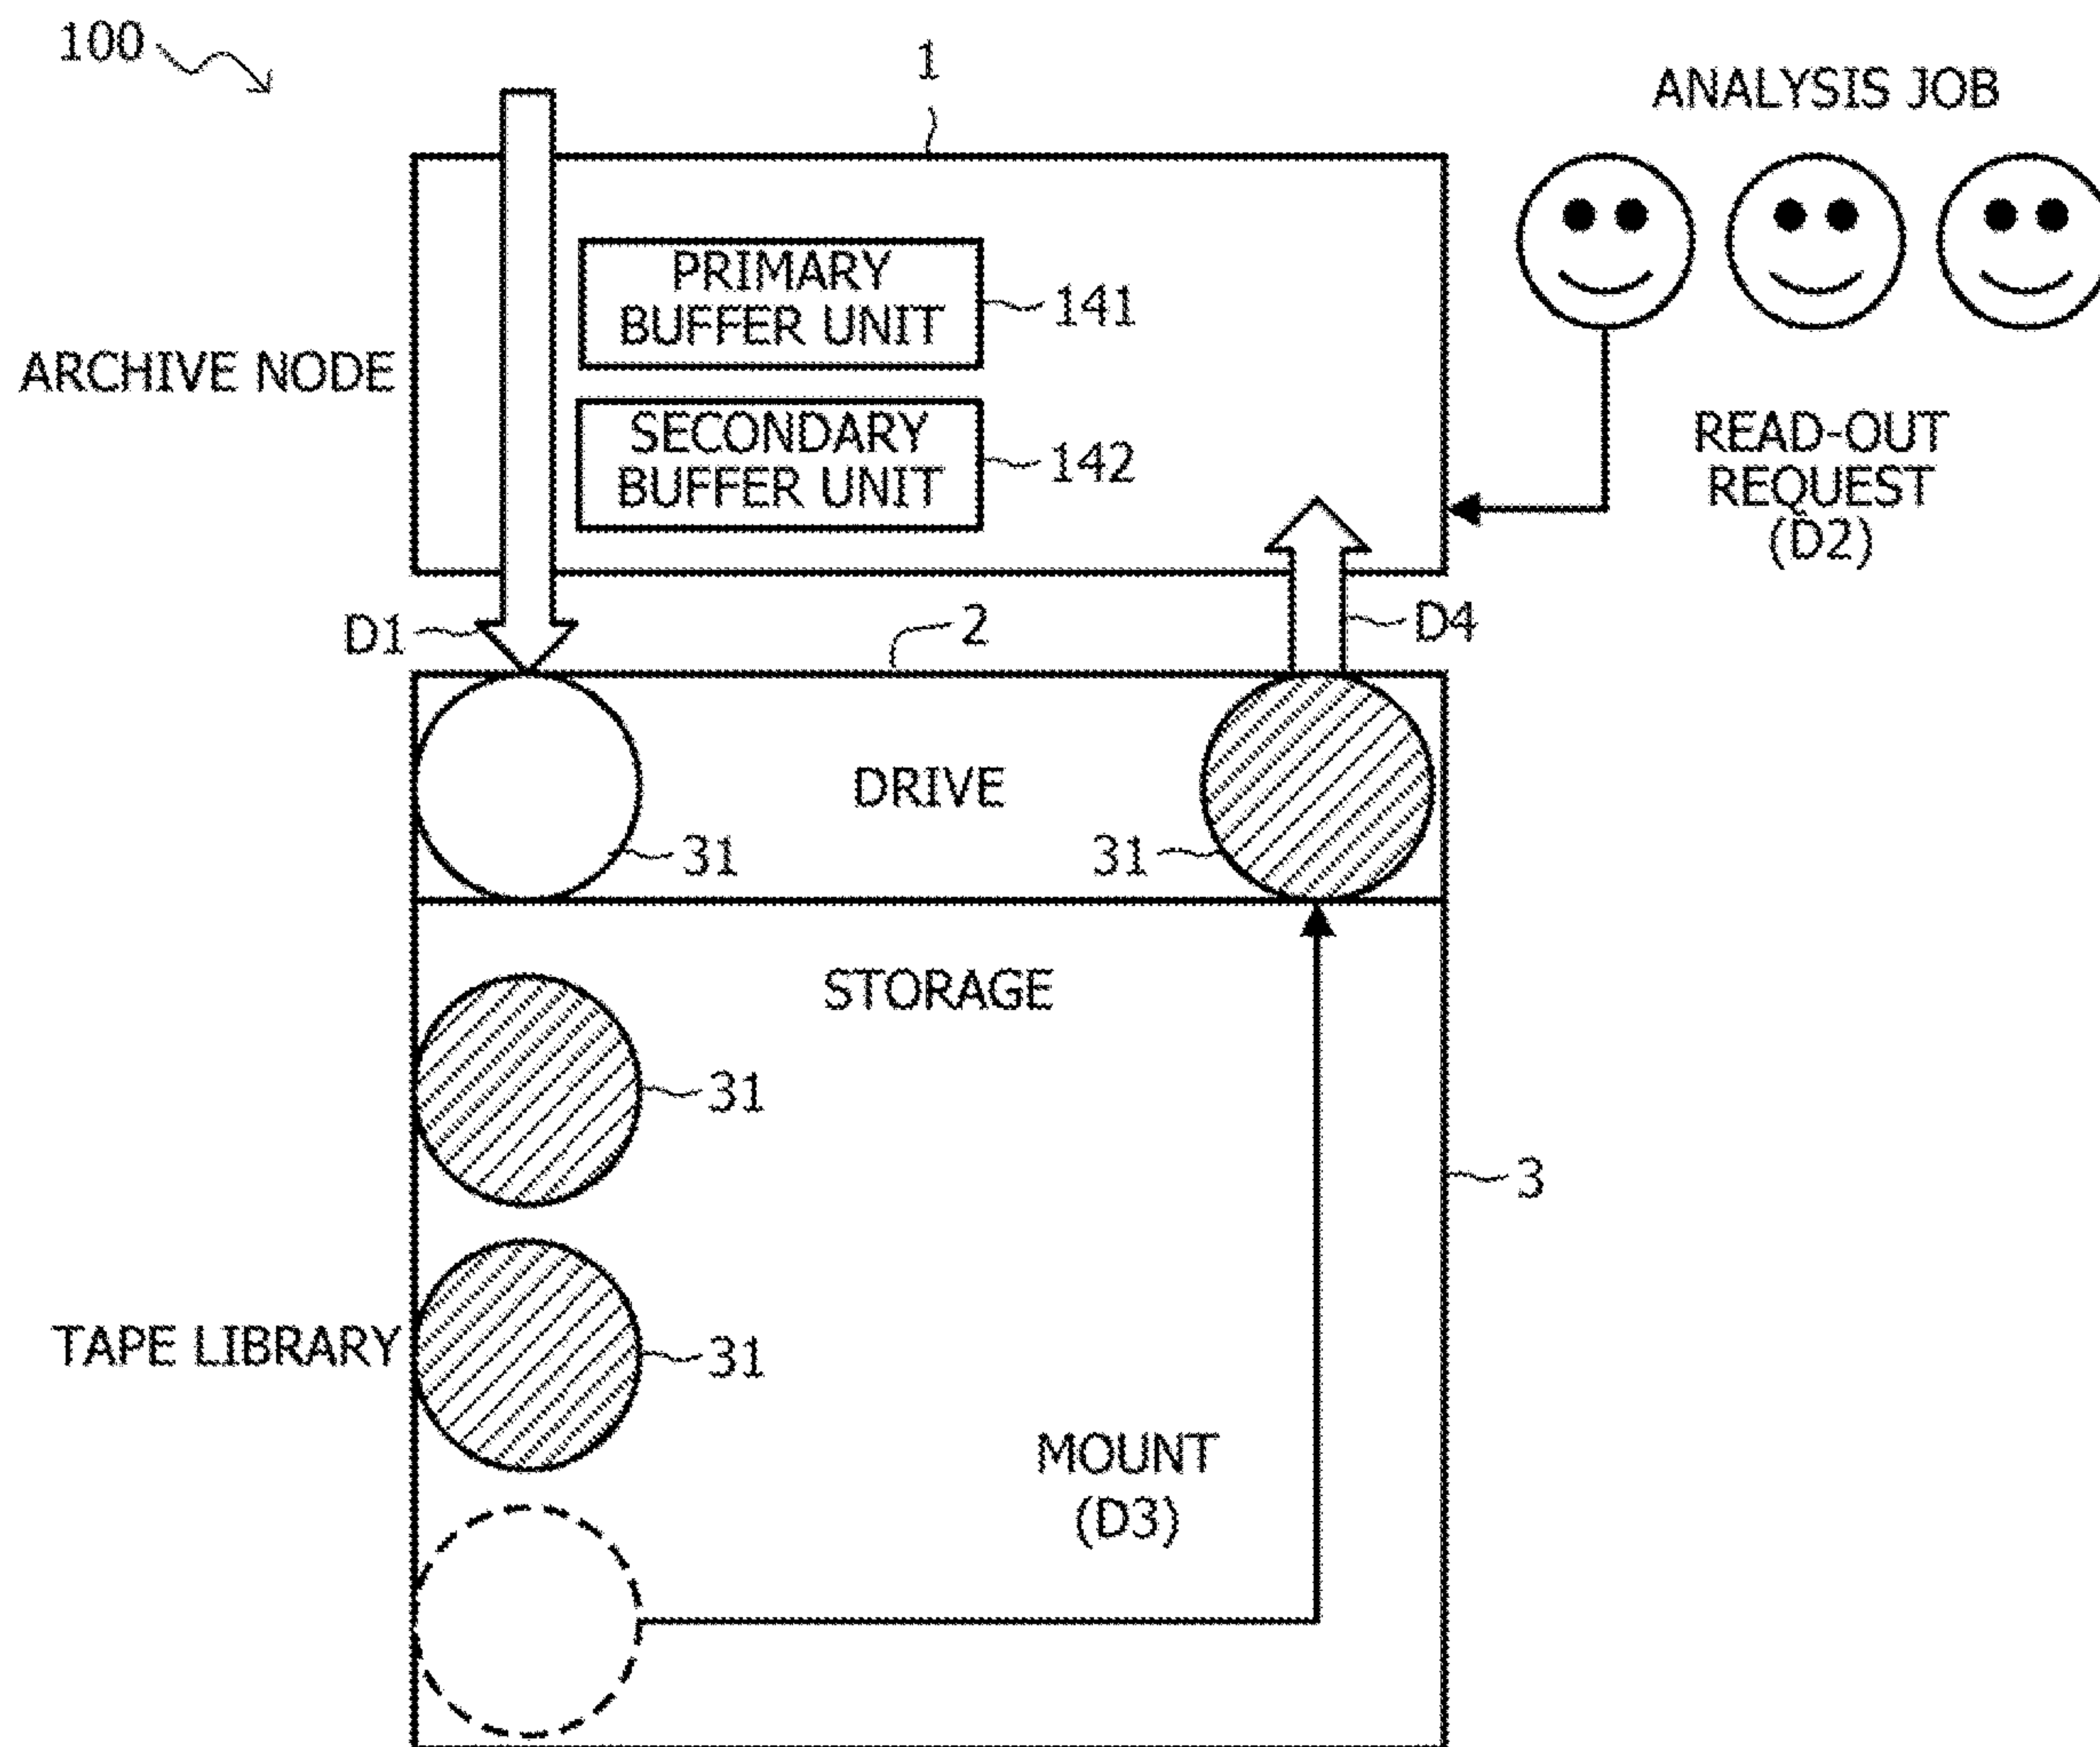 100
1
ANALYSIS JOB
PRIMARY
BUFFER UNIT
141
ARCHIVE NODE
SECONDARY
BUFFER UNIT
142
READ-OUT
REQUEST
(D2)
D1
2
D4
DRIVE
31
31
STORAGE
31
3
TAPE LIBRARY
31
MOUNT
(D3)